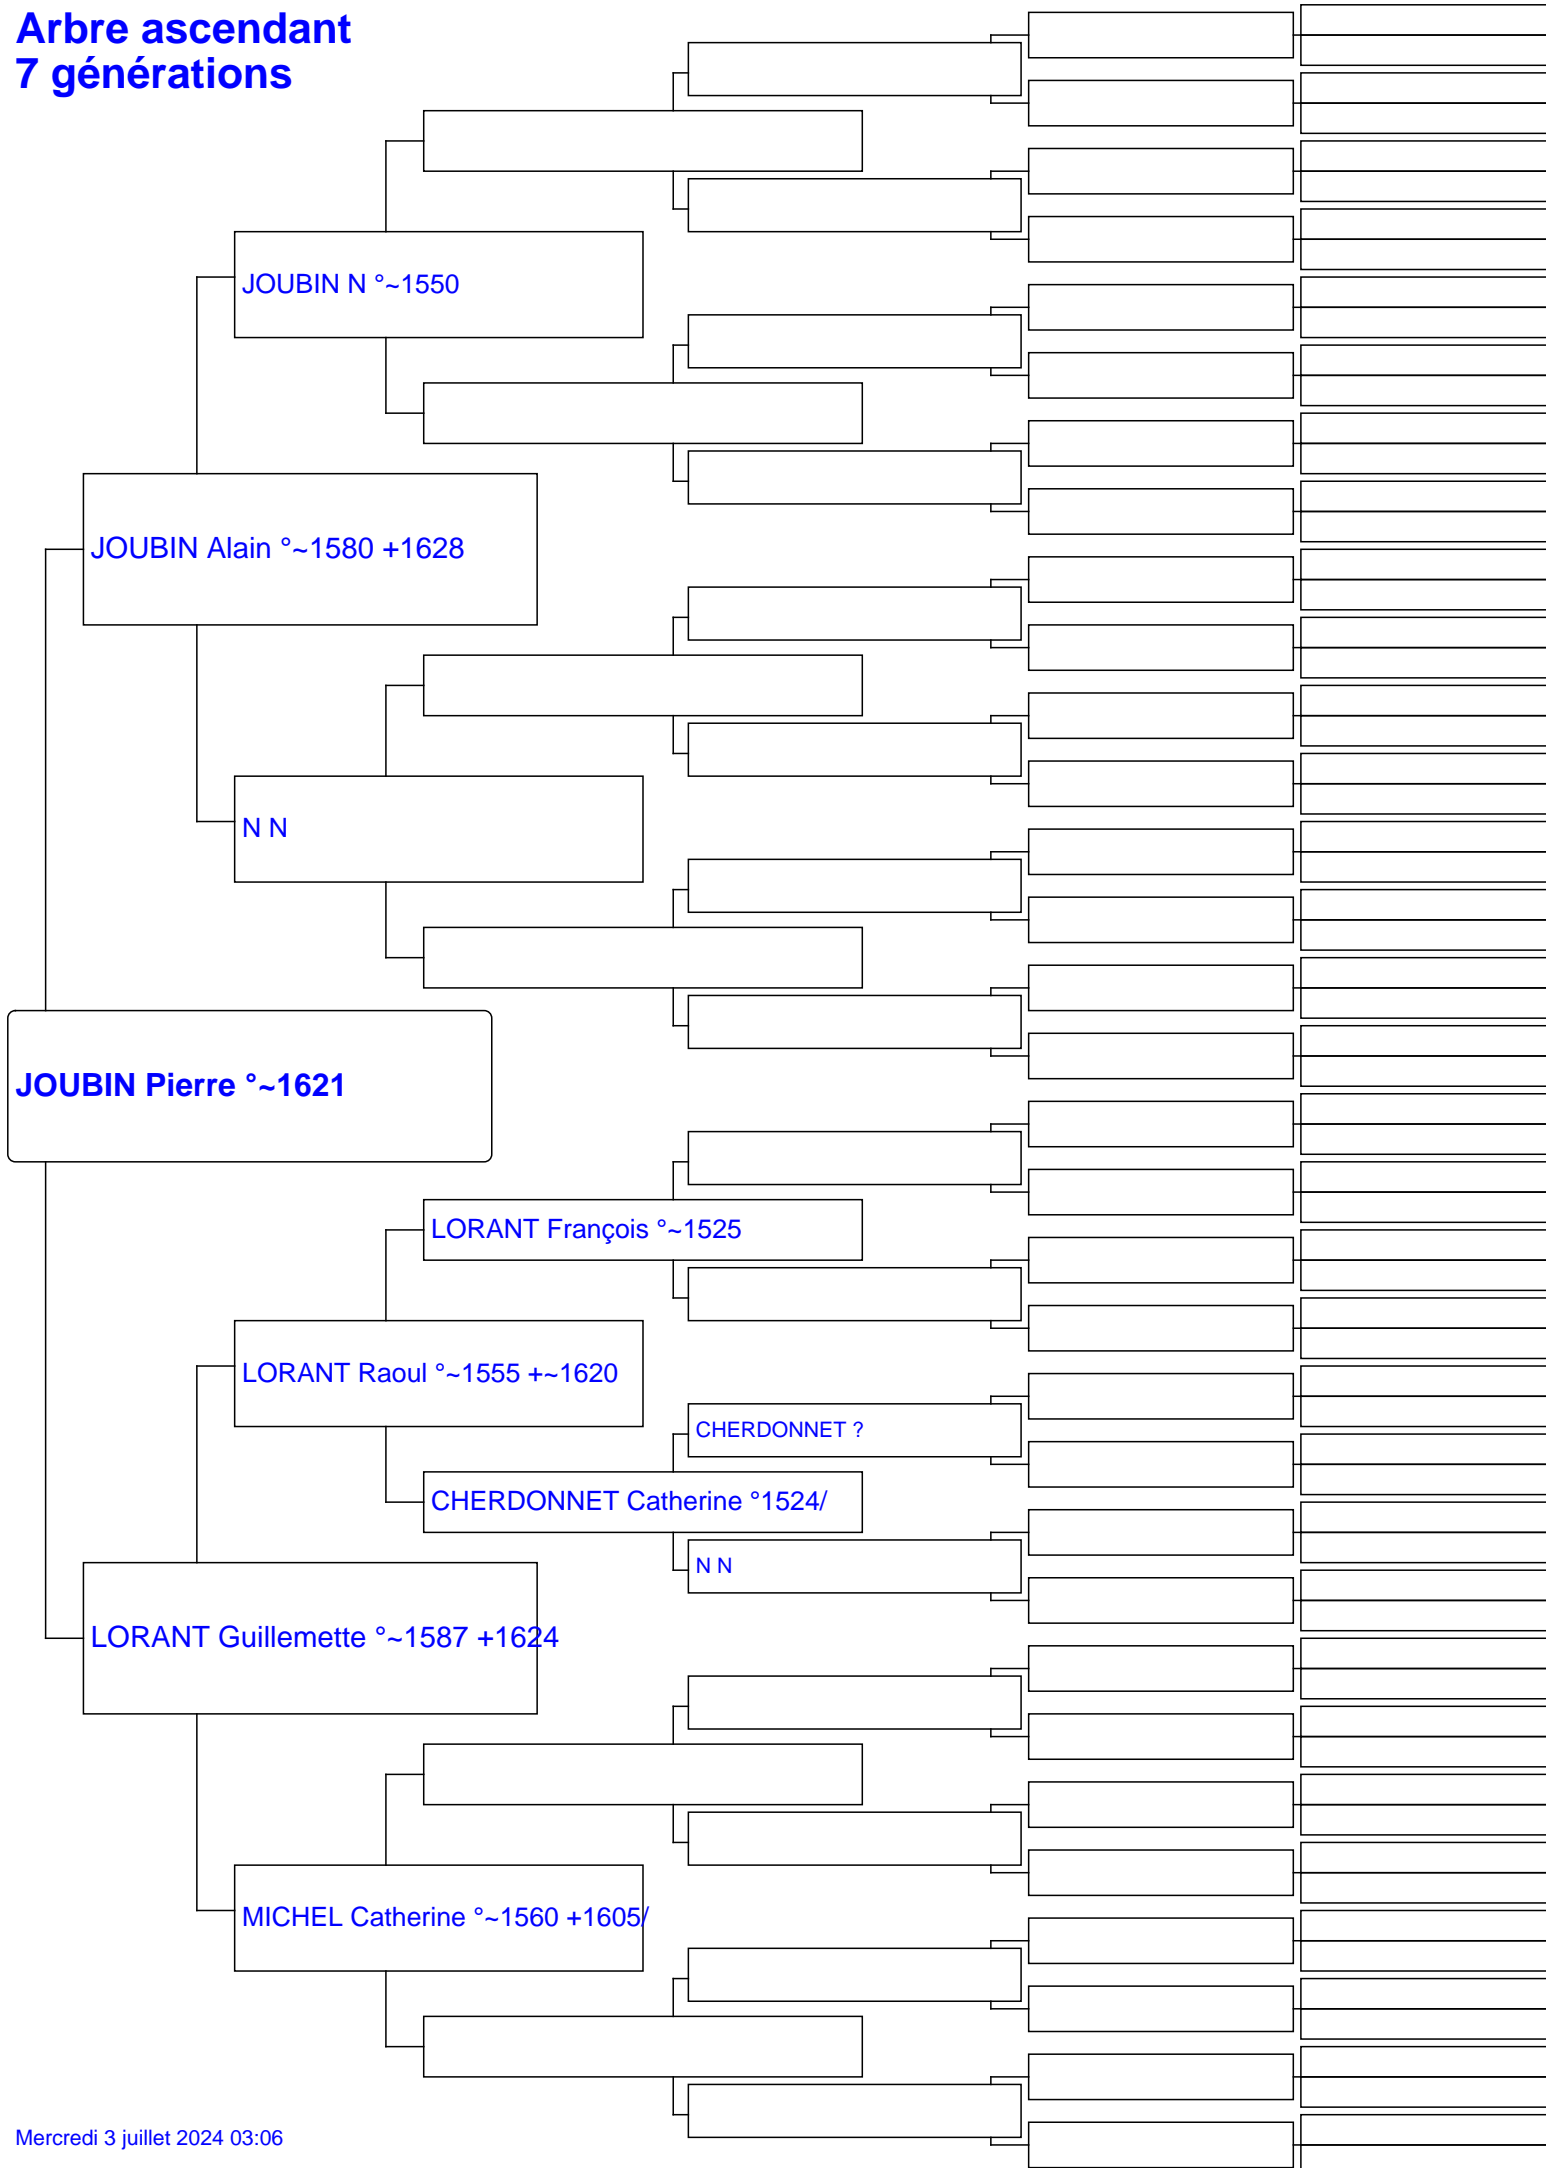 Arbre ascendant
7 générations
JOUBIN N °~1550
JOUBIN Alain °~1580 +1628
N N
JOUBIN Pierre °~1621
LORANT François °~1525
LORANT Raoul °~1555 +~1620
CHERDONNET ?
CHERDONNET Catherine °1524/
N N
LORANT Guillemette °~1587 +1624
MICHEL Catherine °~1560 +1605/
Mercredi 3 juillet 2024 03:06